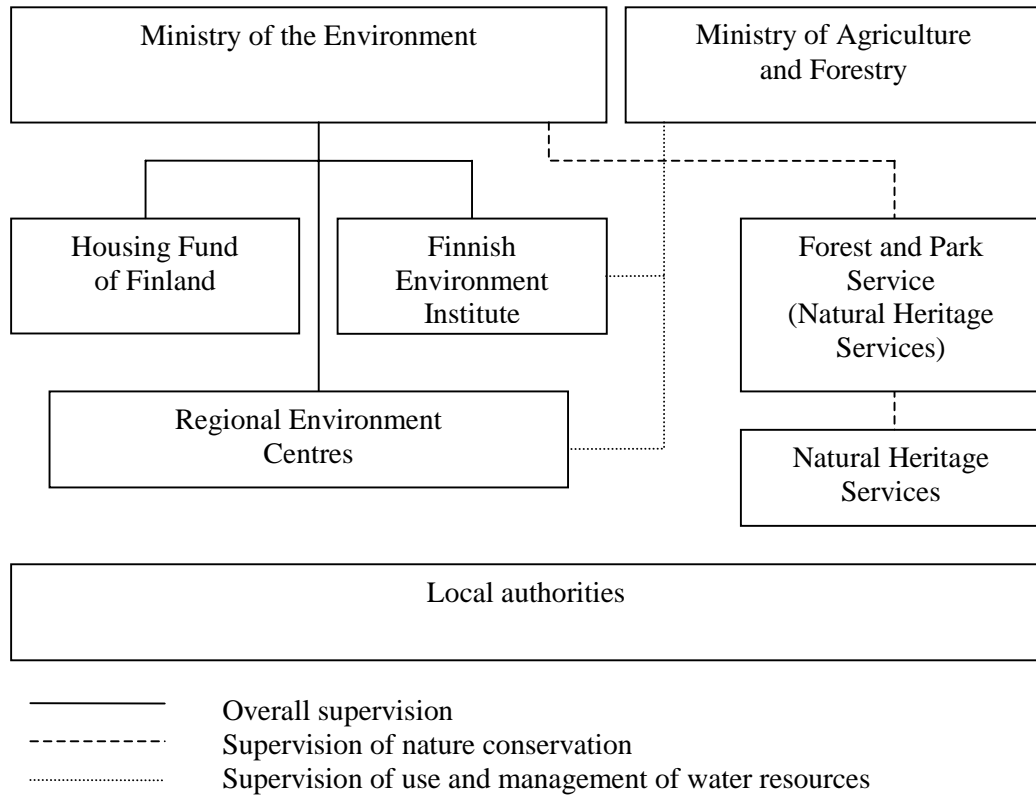 Ministry of the Environment
Ministry of Agriculture
and Forestry
Housing Fund
of Finland
Finnish
Environment
Institute
Forest and Park
Service
(Natural Heritage
Services)
Regional Environment
Centres
Natural Heritage
Services
Local authorities
Overall supervision
Supervision of nature conservation
Supervision of use and management of water resources